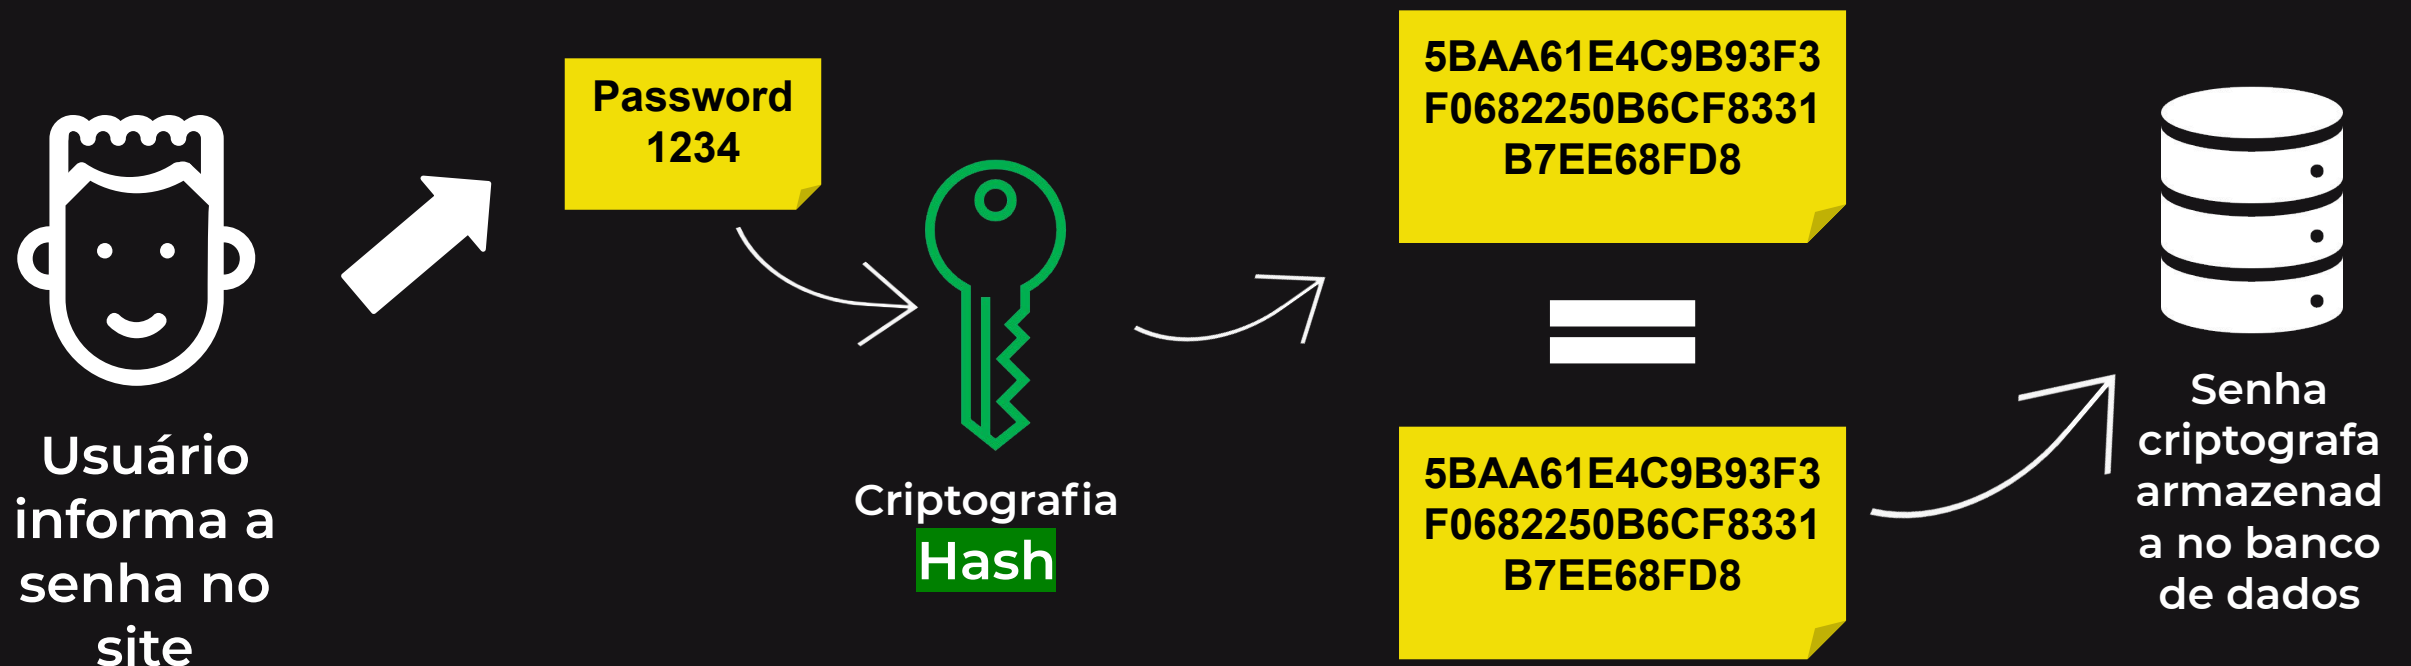 Usuário
informa a
senha no
site
Password
1234
Criptografia
Hash
5BAA61E4C9B93F3
F0682250B6CF8331
B7EE68FD8
5BAA61E4C9B93F3
F0682250B6CF8331
B7EE68FD8
Senha
criptografa
armazenad
a no banco
de dados